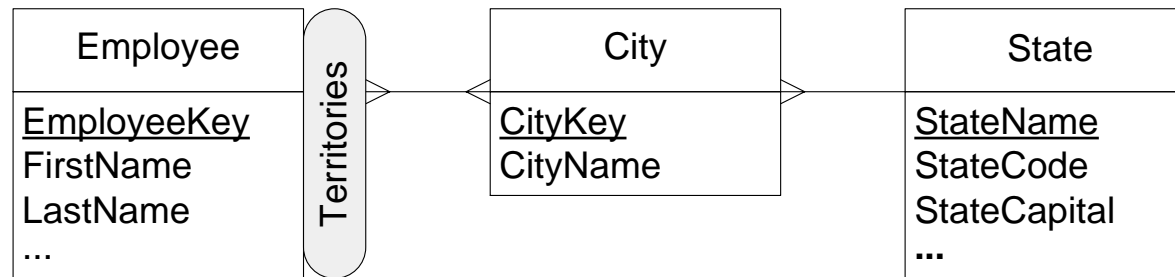 Employee
EmployeeKey
FirstName
LastName
...
Territories
City
CityKey
CityName
State
StateName
StateCode
StateCapital
...